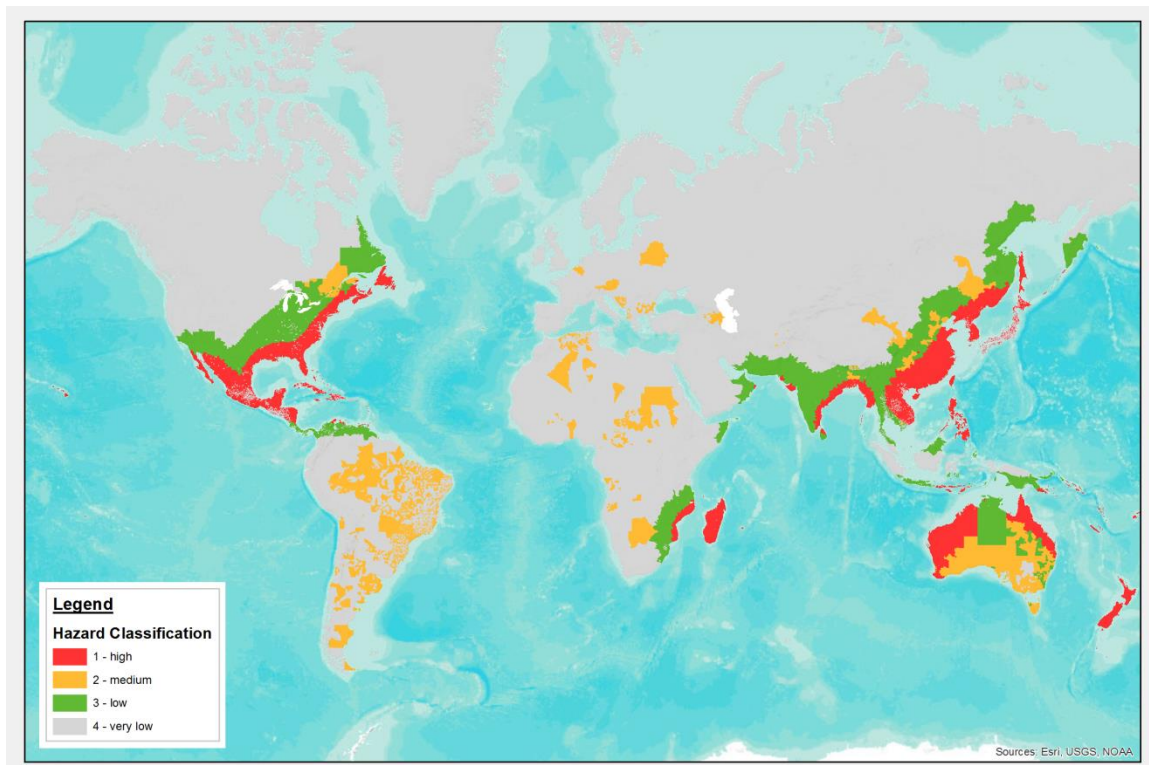 Legend
Hazard Classification
1 - high
2 - medium
3 - low
4 - very low
Sources: Esri, USGS, NOAA